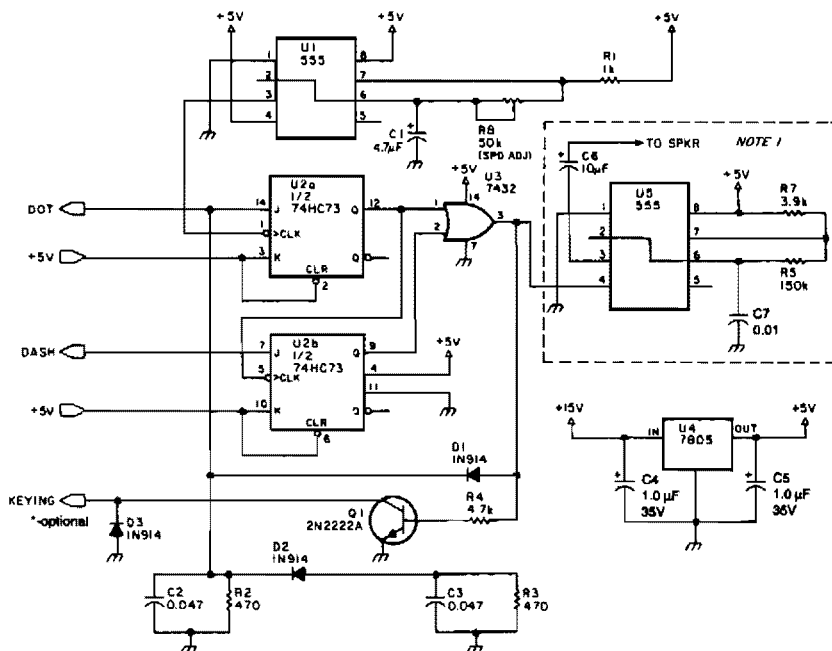 +5V
+5V
+5V
U1
555
1
2
3
4
8
7
6
5
R1
1k
C1
4.7µF
R8
50k
(SPD ADJ)
U3
7432
+5V
14
1
2
3
7
TO SPKR
NOTE 1
C6
10µF
+5V
U5
555
1
2
3
4
8
7
6
5
R7
3.9k
R5
150k
C7
0.01
DOT
+5V
U2a
1/2
74HC73
14
J
1
>CLK
3
K
CLR
2
12
Q
Q
DASH
+5V
U2b
1/2
74HC73
7
J
5
>CLK
10
K
CLR
6
9
Q
4
11
Q
+5V
D1
1N914
KEYING
*-optional
D3
1N914
Q1
2N2222A
R4
4.7k
D2
1N914
C2
0.047
R2
470
C3
0.047
R3
470
+15V
IN
U4
7805
OUT
+5V
C4
1.0 µF
35V
C5
1.0 µF
35V